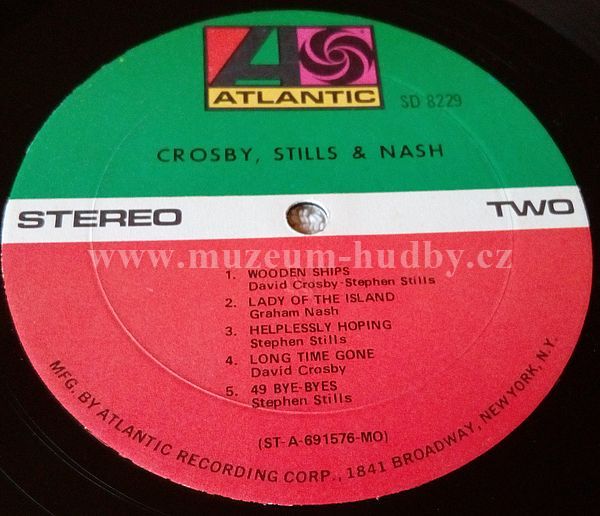 ATLANTIC
SD 8229
CROSBY, STILLS & NASH
STEREO TWO
www.muzeum-hudby.cz
1. WOODEN SHIPS
David Crosby-Stephen Stills
2. LADY OF THE ISLAND
Graham Nash
3. HELPLESSLY HOPING
Stephen Stills
4. LONG TIME GONE
David Crosby
5. 49 BYE-BYES
Stephen Stills
(ST-A-691576-MO)
MFG. BY ATLANTIC RECORDING CORP., 1841 BROADWAY, NEW YORK, N.Y.